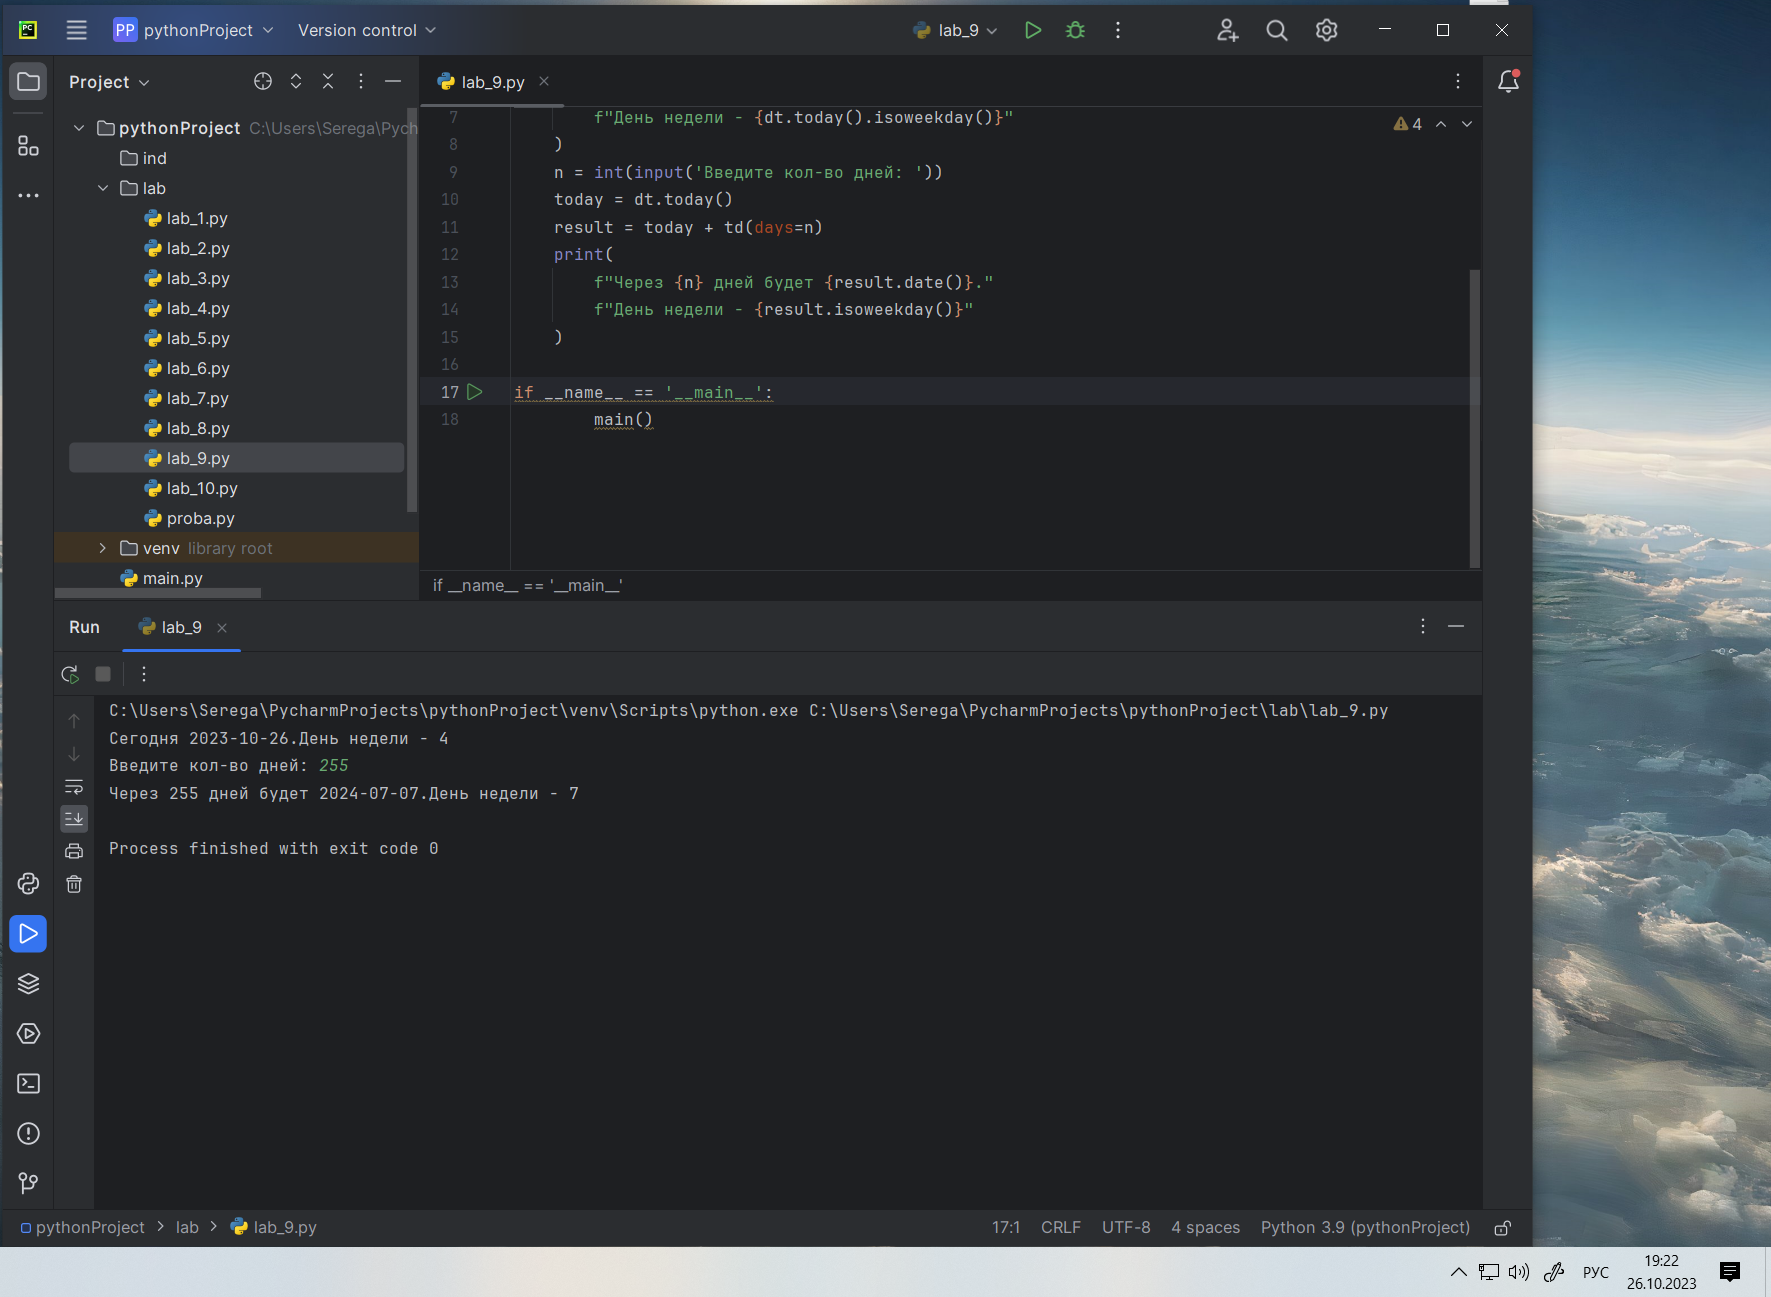 PC
PP pythonProject Version control lab_9
Project
lab_9.py
pythonProject C:\Users\Serega\Pych
ind
lab
lab_1.py
lab_2.py
lab_3.py
lab_4.py
lab_5.py
lab_6.py
lab_7.py
lab_8.py
lab_9.py
lab_10.py
proba.py
venv library root
main.py
4
7 f"День недели - {dt.today().isoweekday()}"
8 )
9 n = int(input('Введите кол-во дней: '))
10 today = dt.today()
11 result = today + td(days=n)
12 print(
13 f"Через {n} дней будет {result.date()}."
14 f"День недели - {result.isoweekday()}"
15 )
16
17 if __name__ == '__main__':
18 main()
if __name__ == '__main__'
Run lab_9
C:\Users\Serega\PycharmProjects\pythonProject\venv\Scripts\python.exe C:\Users\Serega\PycharmProjects\pythonProject\lab\lab_9.py
Сегодня 2023-10-26.День недели - 4
Введите кол-во дней: 255
Через 255 дней будет 2024-07-07.День недели - 7
Process finished with exit code 0
pythonProject > lab > lab_9.py 17:1 CRLF UTF-8 4 spaces Python 3.9 (pythonProject)
РУС
19:22
26.10.2023